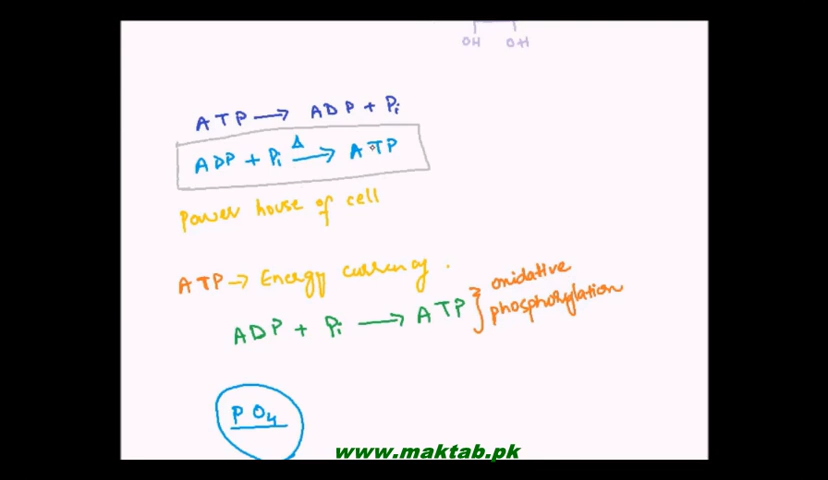 OH OH
ATP → ADP + Pi
ADP + Pi Δ→ ATP
Power house of cell
ATP → Energy currency.
oxidative
ADP + Pi → ATP } phosphorylation
PO4
www.maktab.pk